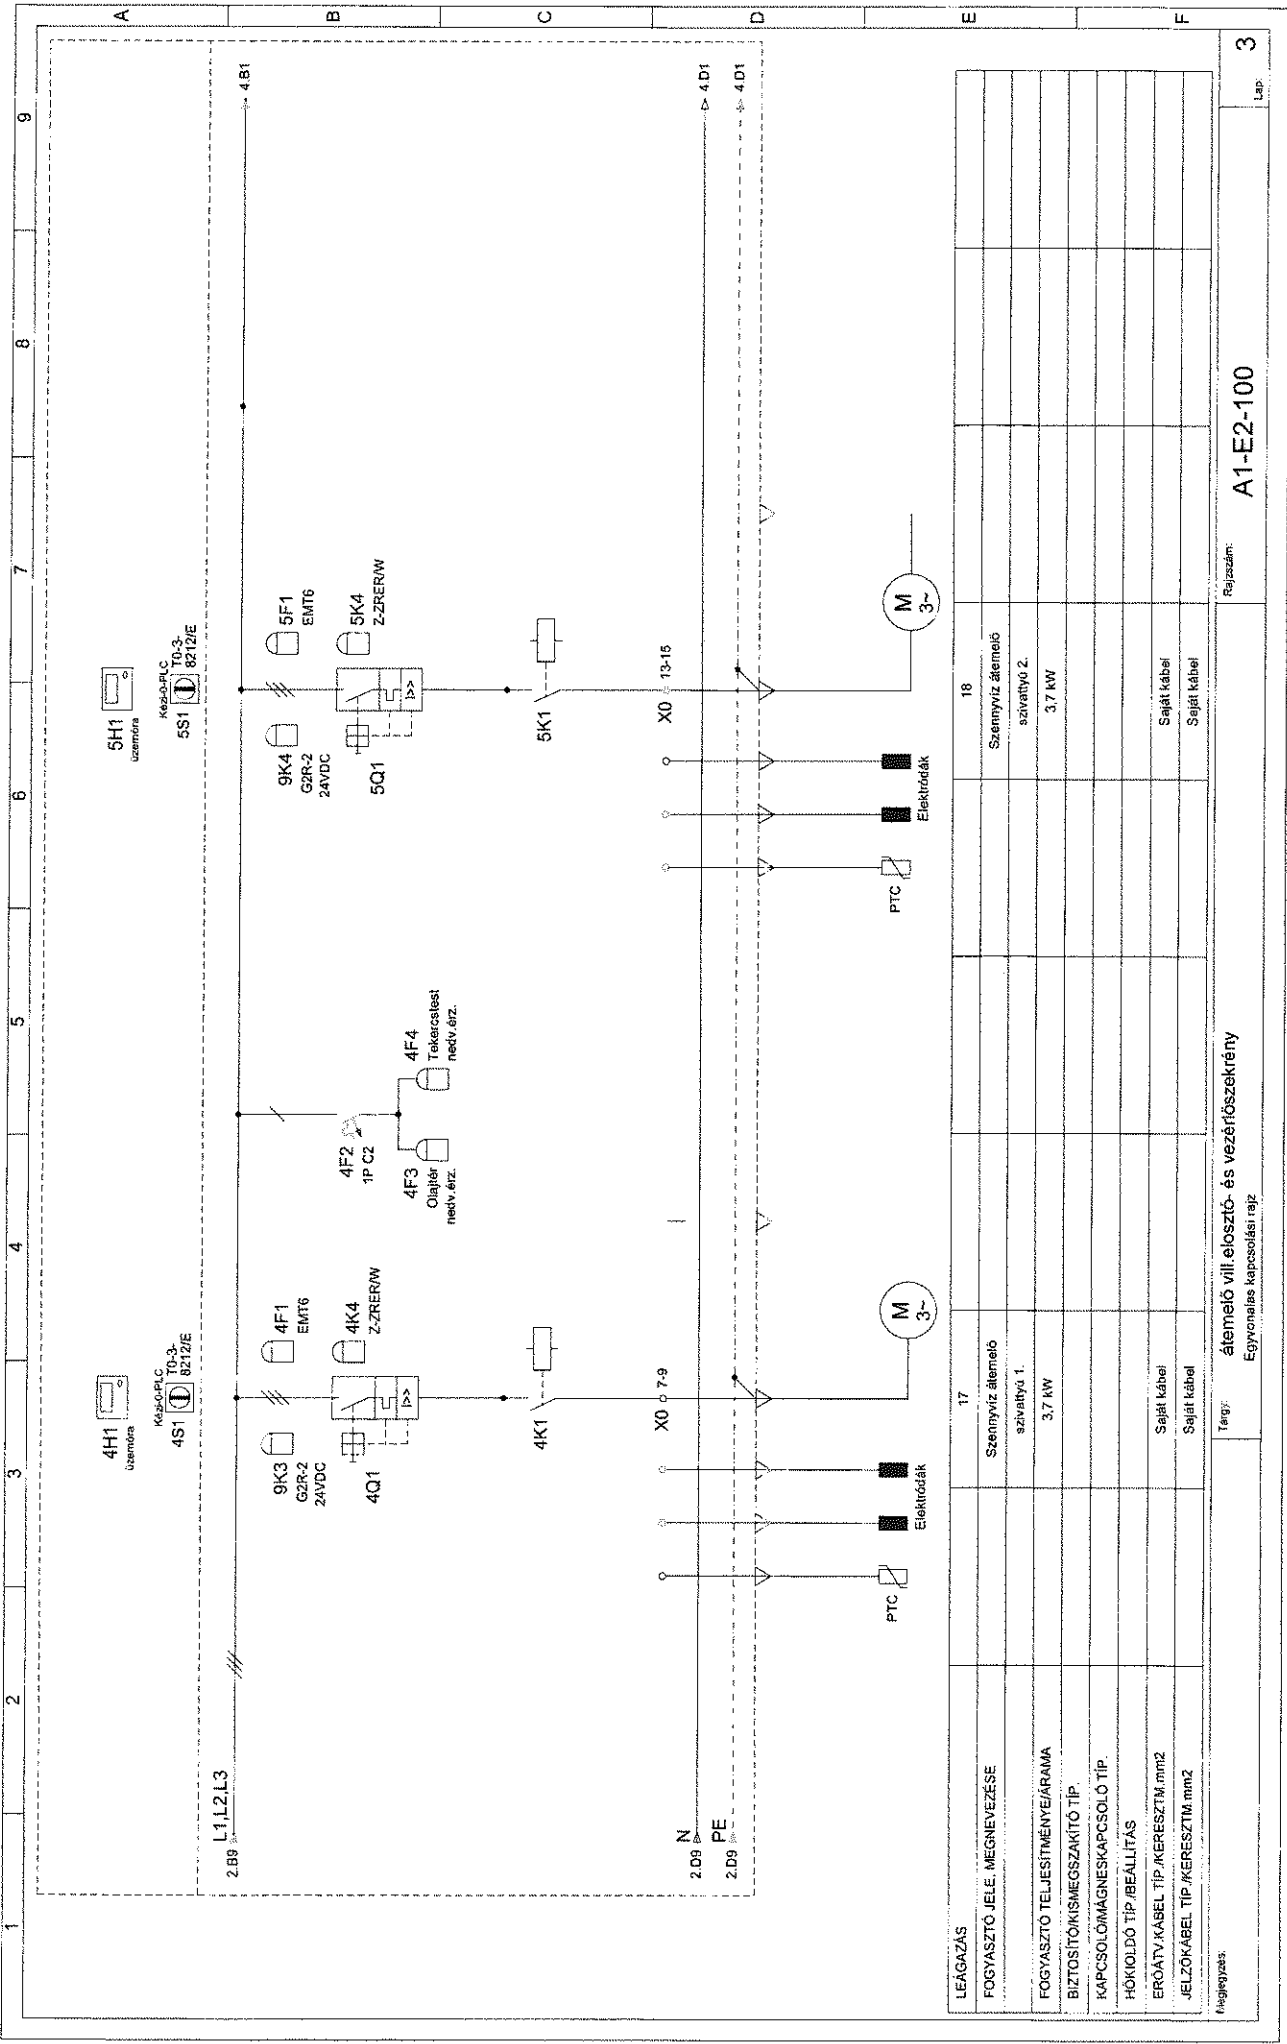 1 2 3 4 5 6 7 8 9
A
B
C
D
E
F
4H1
üzemóra
Kézi-0-PLC
4S1
T0-3-
8212/E
5H1
üzemóra
Kézi-0-PLC
5S1
T0-3-
8212/E
L1,L2,L3
2.B9
4.B1
9K3
G2R-2
24VDC
4F1
EMT6
4K4
Z-ZRER/W
4Q1
I>>
4F2
1P C2
4F3
Olajtér
nedv.érz.
4F4
Tekercstest
nedv.érz.
9K4
G2R-2
24VDC
5F1
EMT6
5K4
Z-ZRER/W
5Q1
I>>
4K1
5K1
X0 7-9
X0 13-15
N
2.D9
4.D1
PE
2.D9
4.D1
PTC
Elektródák
M
3~
PTC
Elektródák
M
3~
LEÁGAZÁS 17 18
FOGYASZTÓ JELE, MEGNEVEZÉSE Szennyvíz átemelő Szennyvíz átemelő
szivattyú 1. szivattyú 2.
FOGYASZTÓ TELJESÍTMÉNYE/ÁRAMA 3,7 kW 3,7 kW
BIZTOSÍTÓ/KISMEGSZAKÍTÓ TÍP.
KAPCSOLÓ/MÁGNESKAPCSOLÓ TÍP.
HŐKIOLDÓ TÍP./BEÁLLÍTÁS
ERŐÁTV.KÁBEL TÍP./KERESZTM.mm2 Saját kábel Saját kábel
JELZŐKÁBEL TÍP./KERESZTM.mm2 Saját kábel Saját kábel
Megjegyzés:
Tárgy:
átemelő vill.elosztó- és vezérlőszekrény
Egyvonalas kapcsolási rajz
Rajzszám:
A1-E2-100
Lap:
3